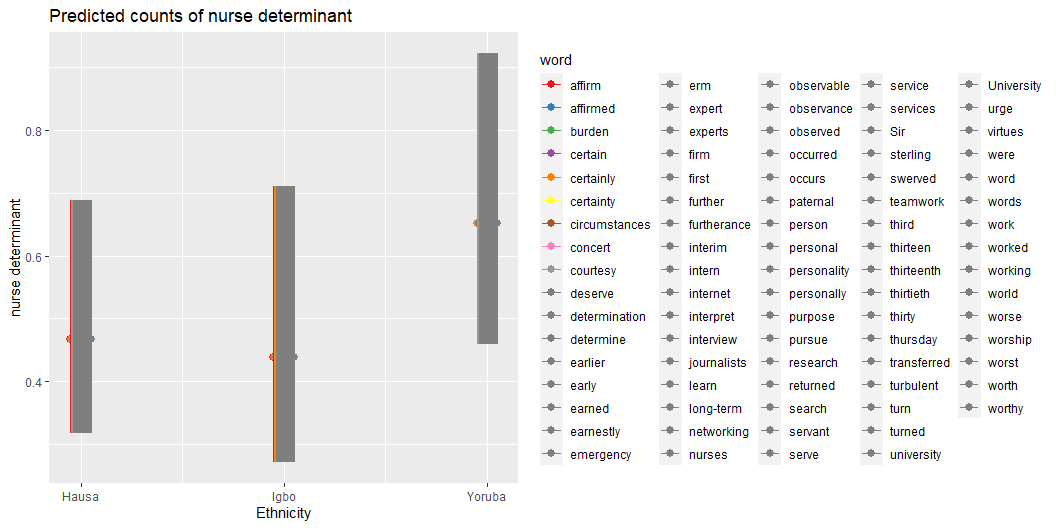 Predicted counts of nurse determinant
nurse determinant
0.8
0.6
0.4
Hausa
Igbo
Yoruba
Ethnicity
word
affirm
affirmed
burden
certain
certainly
certainty
circumstances
concert
courtesy
deserve
determination
determine
earlier
early
earned
earnestly
emergency
erm
expert
experts
firm
first
further
furtherance
interim
intern
internet
interpret
interview
journalists
learn
long-term
networking
nurses
observable
observance
observed
occurred
occurs
paternal
person
personal
personality
personally
purpose
pursue
research
returned
search
servant
serve
service
services
Sir
sterling
swerved
teamwork
third
thirteen
thirteenth
thirtieth
thirty
thursday
transferred
turbulent
turn
turned
university
University
urge
virtues
were
word
words
work
worked
working
world
worse
worship
worst
worth
worthy